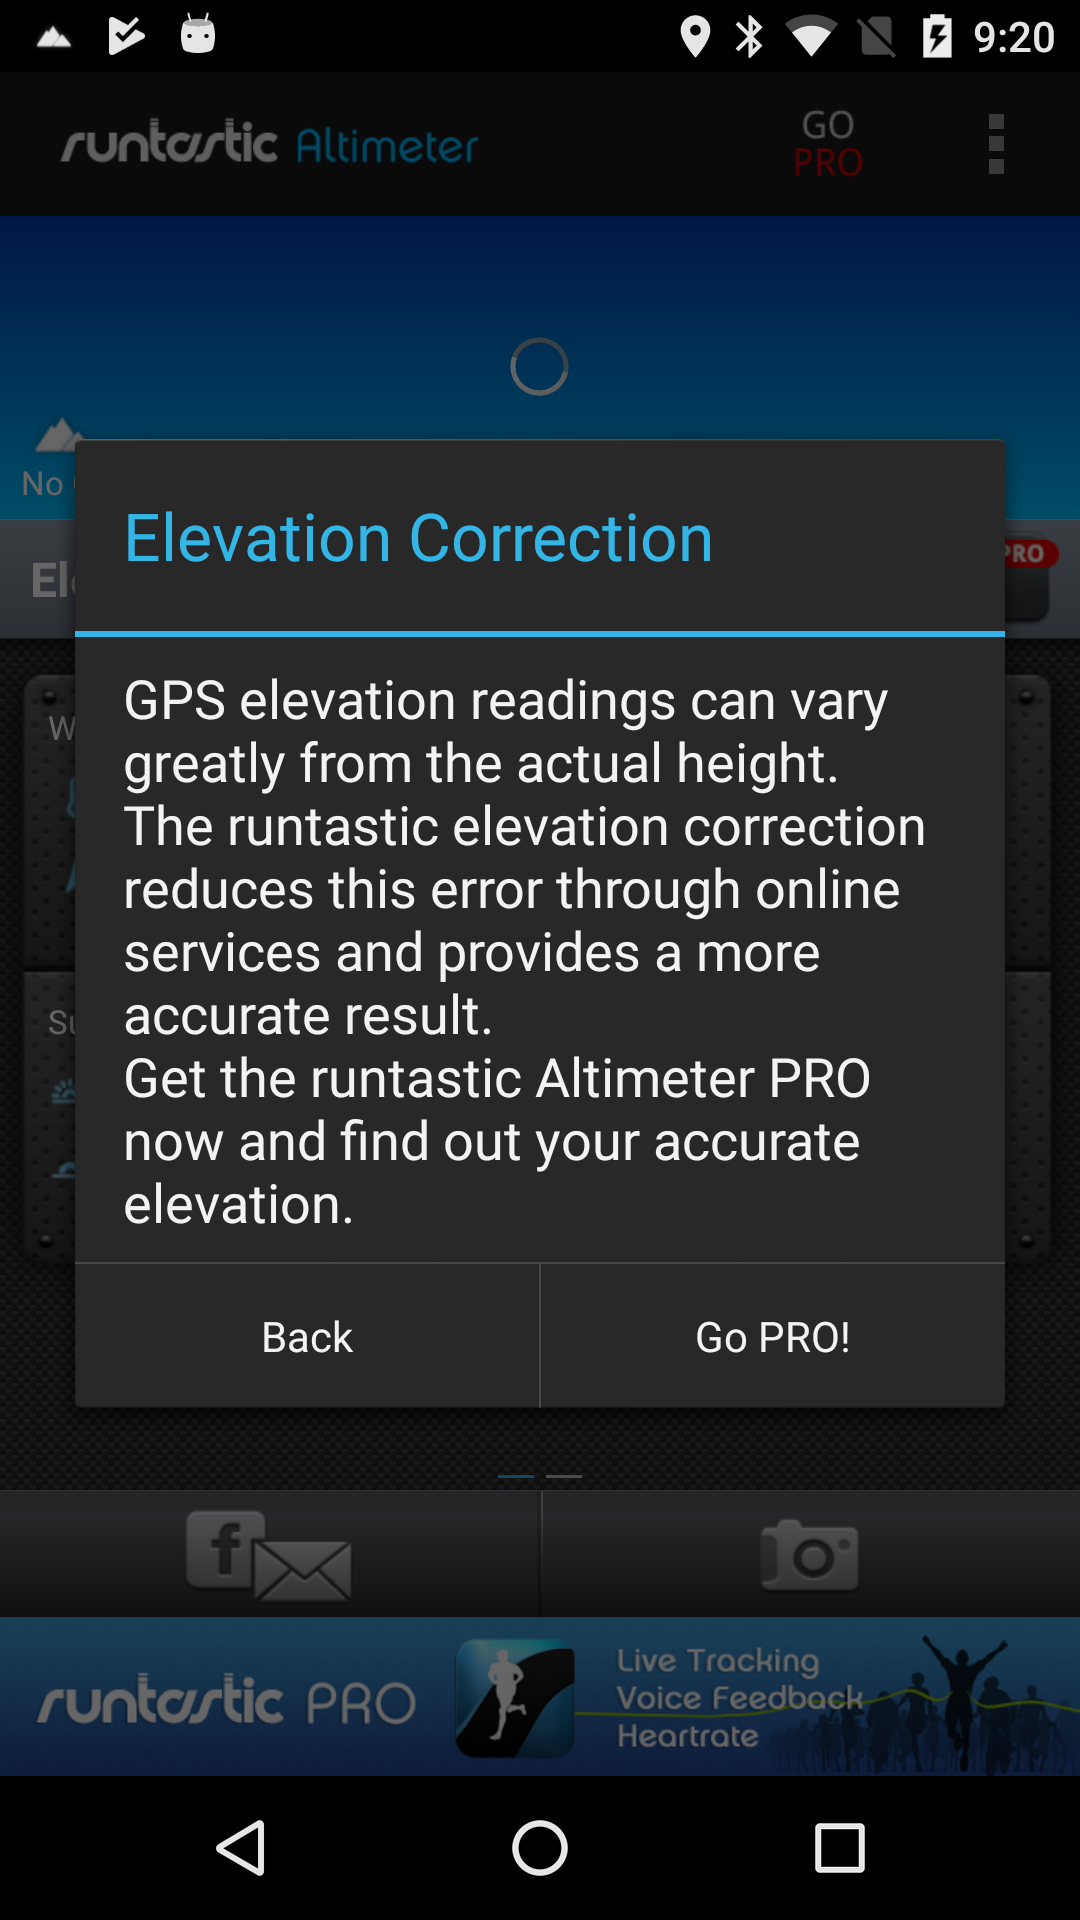 9:20
runtastic Altimeter
GO
PRO
No
PRO
Elevation Correction
GPS elevation readings can vary
greatly from the actual height.
The runtastic elevation correction
reduces this error through online
services and provides a more
accurate result.
Get the runtastic Altimeter PRO
now and find out your accurate
elevation.
Back
Go PRO!
runtastic PRO
Live Tracking
Voice Feedback
Heartrate